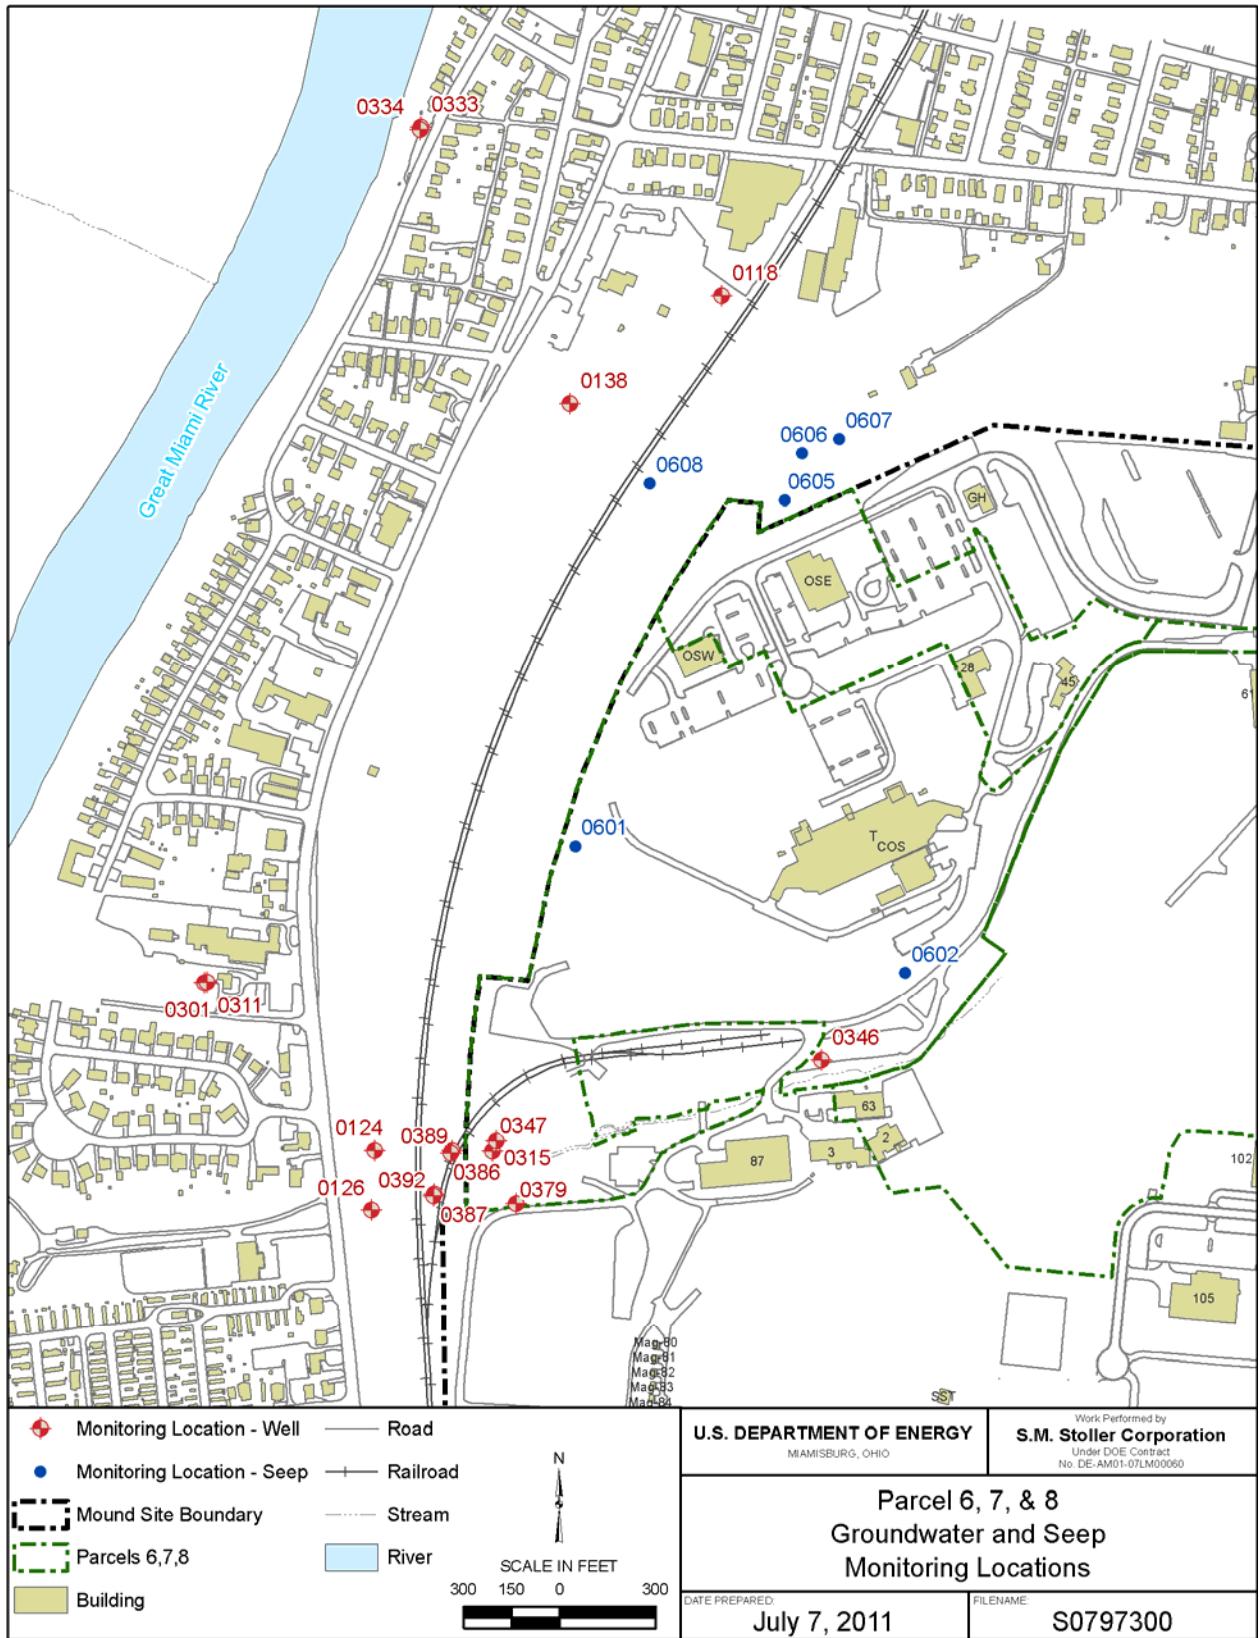 0334
0333
0118
0138
0607
0606
0608
0605
Great Miami River
GH
OSE
OSW
28
45
61
0601
T
COS
0602
0301
0311
0346
63
0124
0389
0347
2
3
0315
0386
87
102
0126
0392
0379
0387
105
Mag-80
Mag-81
Mag-82
Mag-83
Mag-84
SST
Monitoring Location - Well
Road
Monitoring Location - Seep
Railroad
Mound Site Boundary
Stream
Parcels 6,7,8
River
Building
N
SCALE IN FEET
300 150 0 300
U.S. DEPARTMENT OF ENERGY
MIAMISBURG, OHIO
Work Performed by
S.M. Stoller Corporation
Under DOE Contract
No. DE-AM01-07LM00060
Parcel 6, 7, & 8
Groundwater and Seep
Monitoring Locations
DATE PREPARED:
July 7, 2011
FILENAME:
S0797300